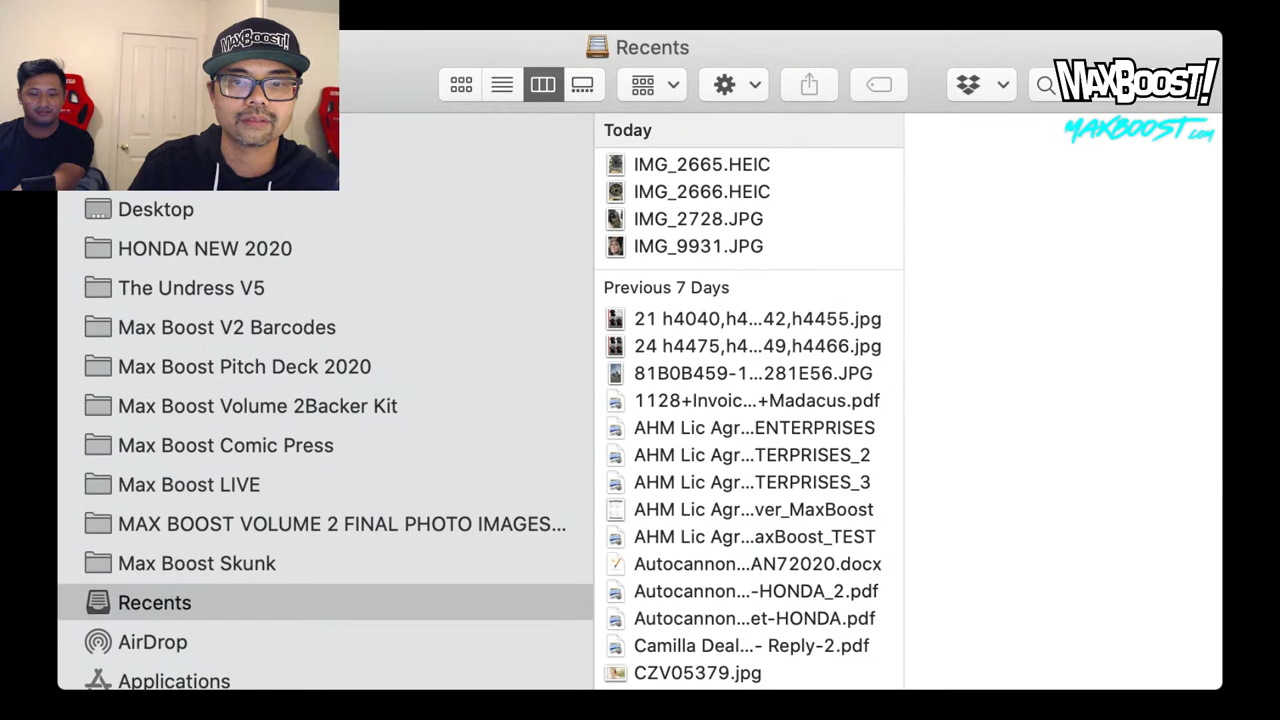 MAXBOOST!
Recents
MAXBOOST!
MAXBOOST.com
Desktop
HONDA NEW 2020
The Undress V5
Max Boost V2 Barcodes
Max Boost Pitch Deck 2020
Max Boost Volume 2Backer Kit
Max Boost Comic Press
Max Boost LIVE
MAX BOOST VOLUME 2 FINAL PHOTO IMAGES...
Max Boost Skunk
Recents
AirDrop
Applications
Today
IMG_2665.HEIC
IMG_2666.HEIC
IMG_2728.JPG
IMG_9931.JPG
Previous 7 Days
21 h4040,h4...42,h4455.jpg
24 h4475,h4...49,h4466.jpg
81B0B459-1...281E56.JPG
1128+Invoic...+Madacus.pdf
AHM Lic Agr...ENTERPRISES
AHM Lic Agr...TERPRISES_2
AHM Lic Agr...TERPRISES_3
AHM Lic Agr...ver_MaxBoost
AHM Lic Agr...axBoost_TEST
Autocannon...AN72020.docx
Autocannon...-HONDA_2.pdf
Autocannon...et-HONDA.pdf
Camilla Deal...- Reply-2.pdf
CZV05379.jpg